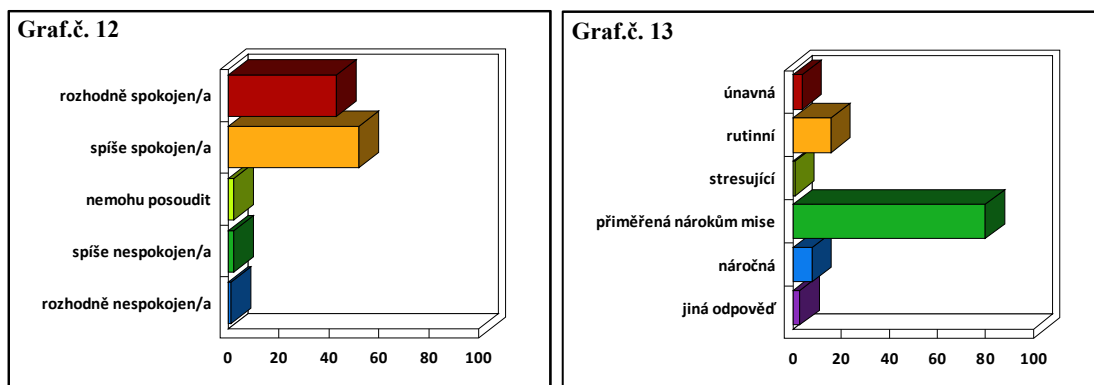 Graf.č. 12
rozhodně spokojen/a
spíše spokojen/a
nemohu posoudit
spíše nespokojen/a
rozhodně nespokojen/a
0 20 40 60 80 100
Graf.č. 13
únavná
rutinní
stresující
přiměřená nárokům mise
náročná
jiná odpověď
0 20 40 60 80 100